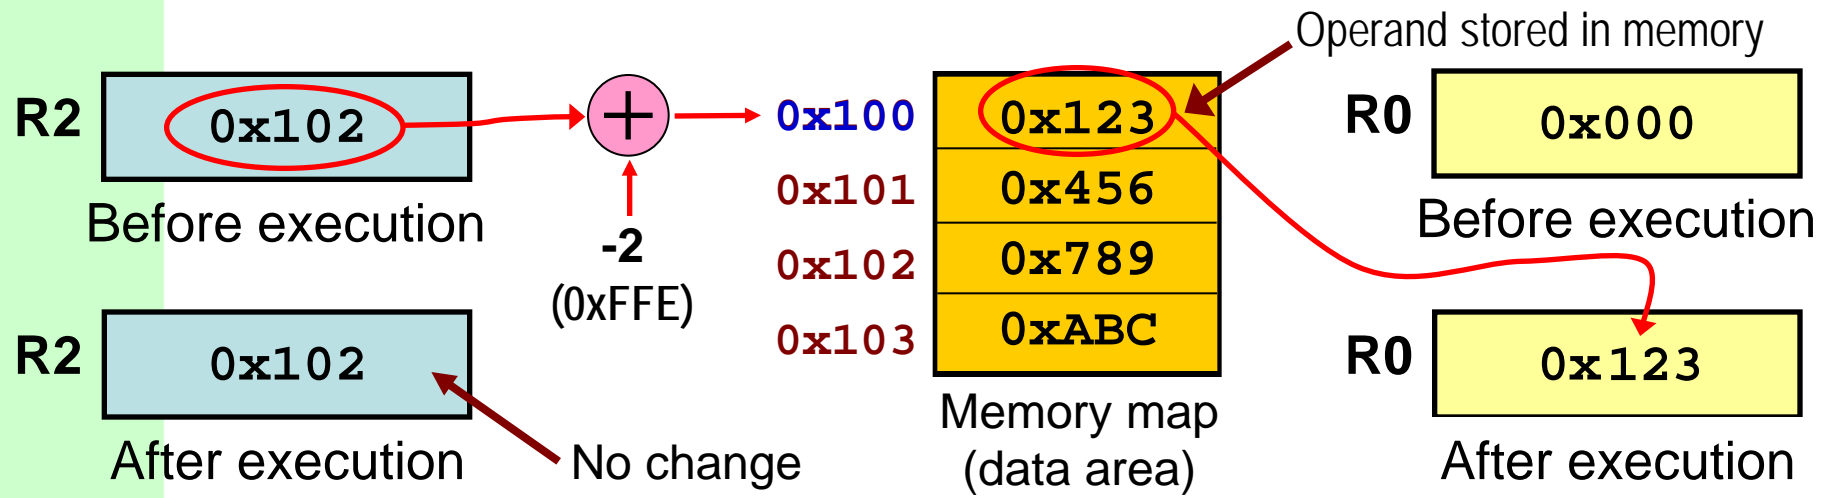 Operand stored in memory
R2
0x102
+
0x100
0x123
R0
0x000
0x101
0x456
Before execution
Before execution
-2
(0xFFE)
0x102
0x789
0x103
0xABC
R2
0x102
R0
0x123
Memory map
(data area)
After execution
No change
After execution